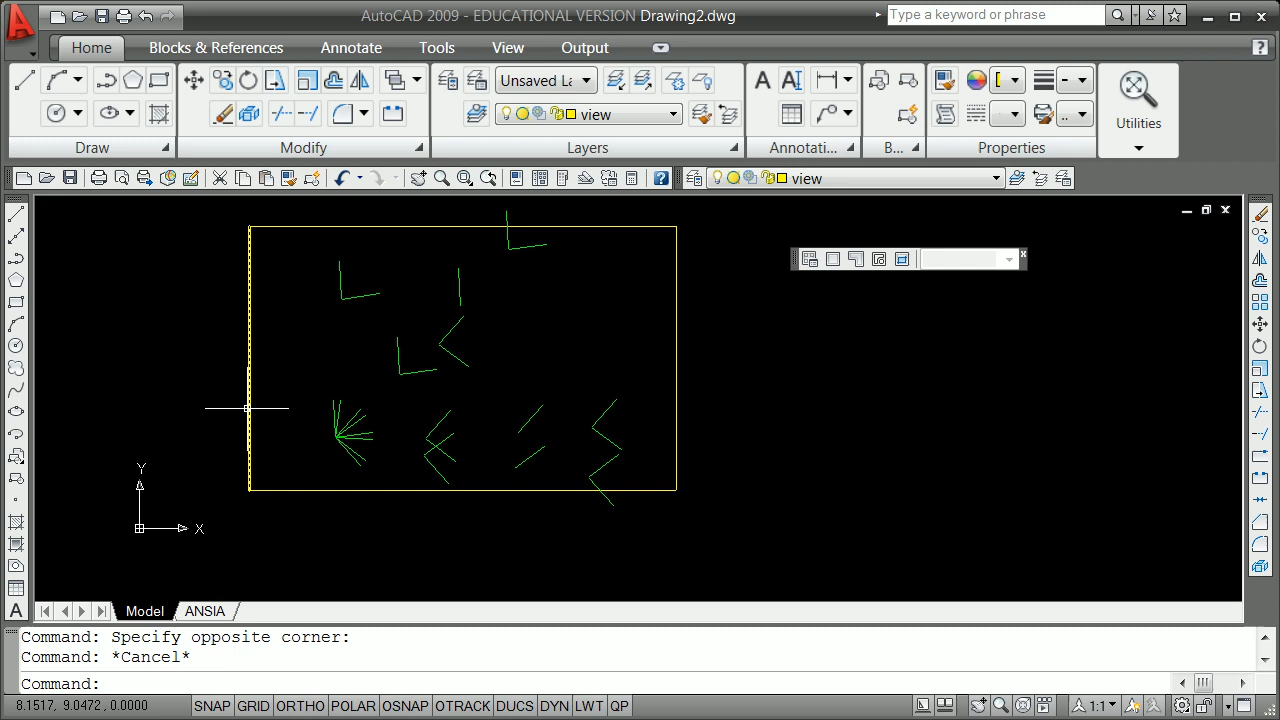 AutoCAD 2009 - EDUCATIONAL VERSION Drawing2.dwg
Type a keyword or phrase
Home Blocks & References Annotate Tools View Output
Unsaved La
view
Draw Modify Layers Annotati... B... Properties Utilities
view
Y
X
Model ANSIA
Command: Specify opposite corner:
Command: *Cancel*
Command:
8.1517, 9.0472, 0.0000 SNAP GRID ORTHO POLAR OSNAP OTRACK DUCS DYN LWT QP 1:1